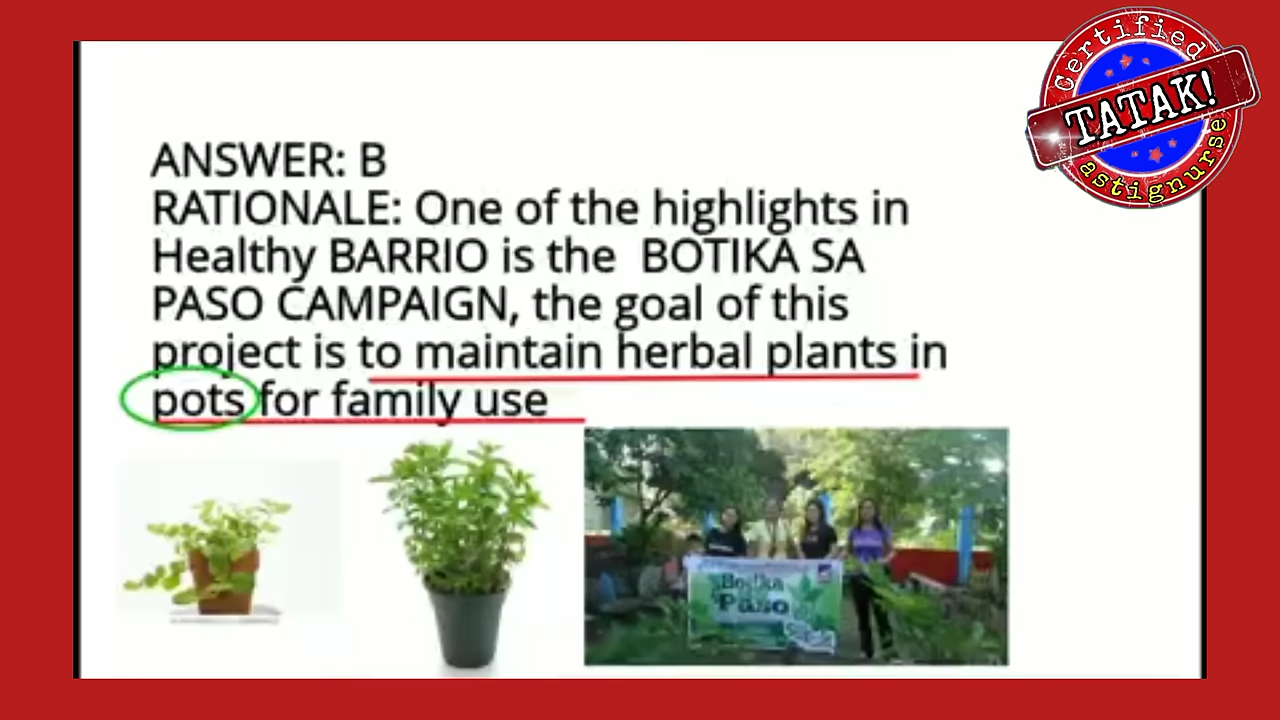 ANSWER: B
RATIONALE: One of the highlights in
Healthy BARRIO is the BOTIKA SA
PASO CAMPAIGN, the goal of this
project is to maintain herbal plants in
pots for family use
Certified
TATAK!
astignurse
Botika
Paso